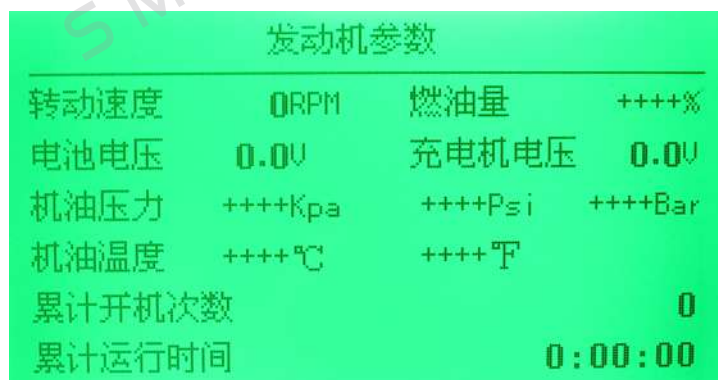 发动机参数
转动速度 0RPM 燃油量 ++++%
电池电压 0.0V 充电机电压 0.0V
机油压力 ++++Kpa ++++Psi ++++Bar
机油温度 ++++℃ ++++℉
累计开机次数 0
累计运行时间 0:00:00